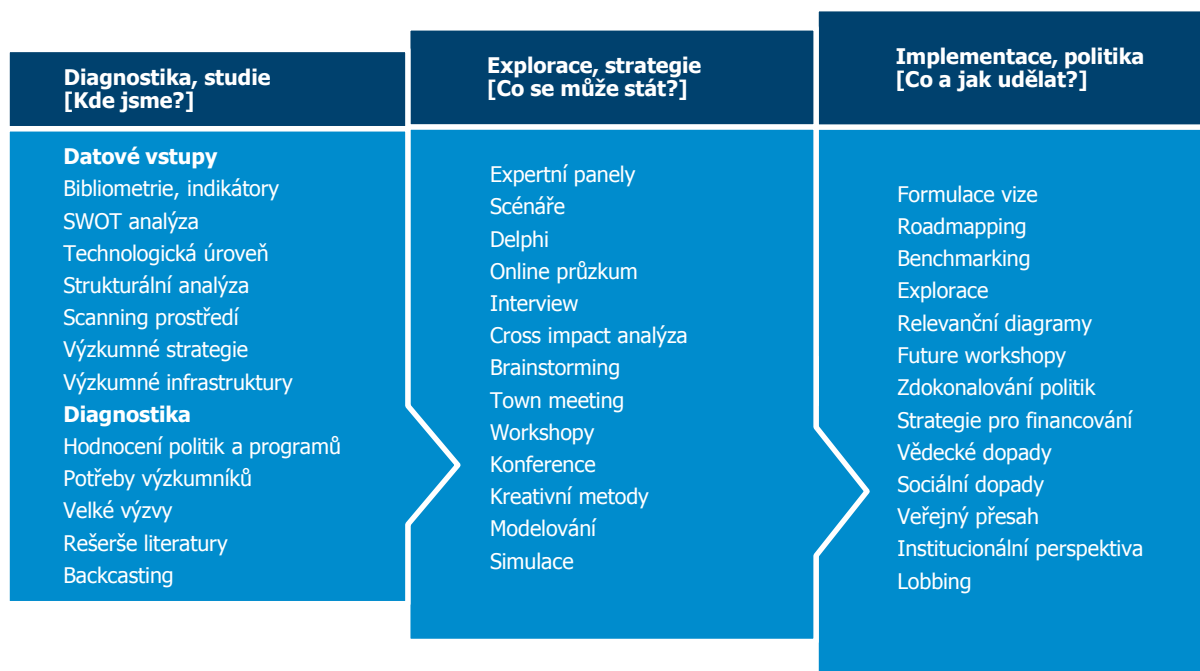 Diagnostika, studie
[Kde jsme?]
Datové vstupy
Bibliometrie, indikátory
SWOT analýza
Technologická úroveň
Strukturální analýza
Scanning prostředí
Výzkumné strategie
Výzkumné infrastruktury
Diagnostika
Hodnocení politik a programů
Potřeby výzkumníků
Velké výzvy
Rešerše literatury
Backcasting
Explorace, strategie
[Co se může stát?]
Expertní panely
Scénáře
Delphi
Online průzkum
Interview
Cross impact analýza
Brainstorming
Town meeting
Workshopy
Konference
Kreativní metody
Modelování
Simulace
Implementace, politika
[Co a jak udělat?]
Formulace vize
Roadmapping
Benchmarking
Explorace
Relevanční diagramy
Future workshopy
Zdokonalování politik
Strategie pro financování
Vědecké dopady
Sociální dopady
Veřejný přesah
Institucionální perspektiva
Lobbing